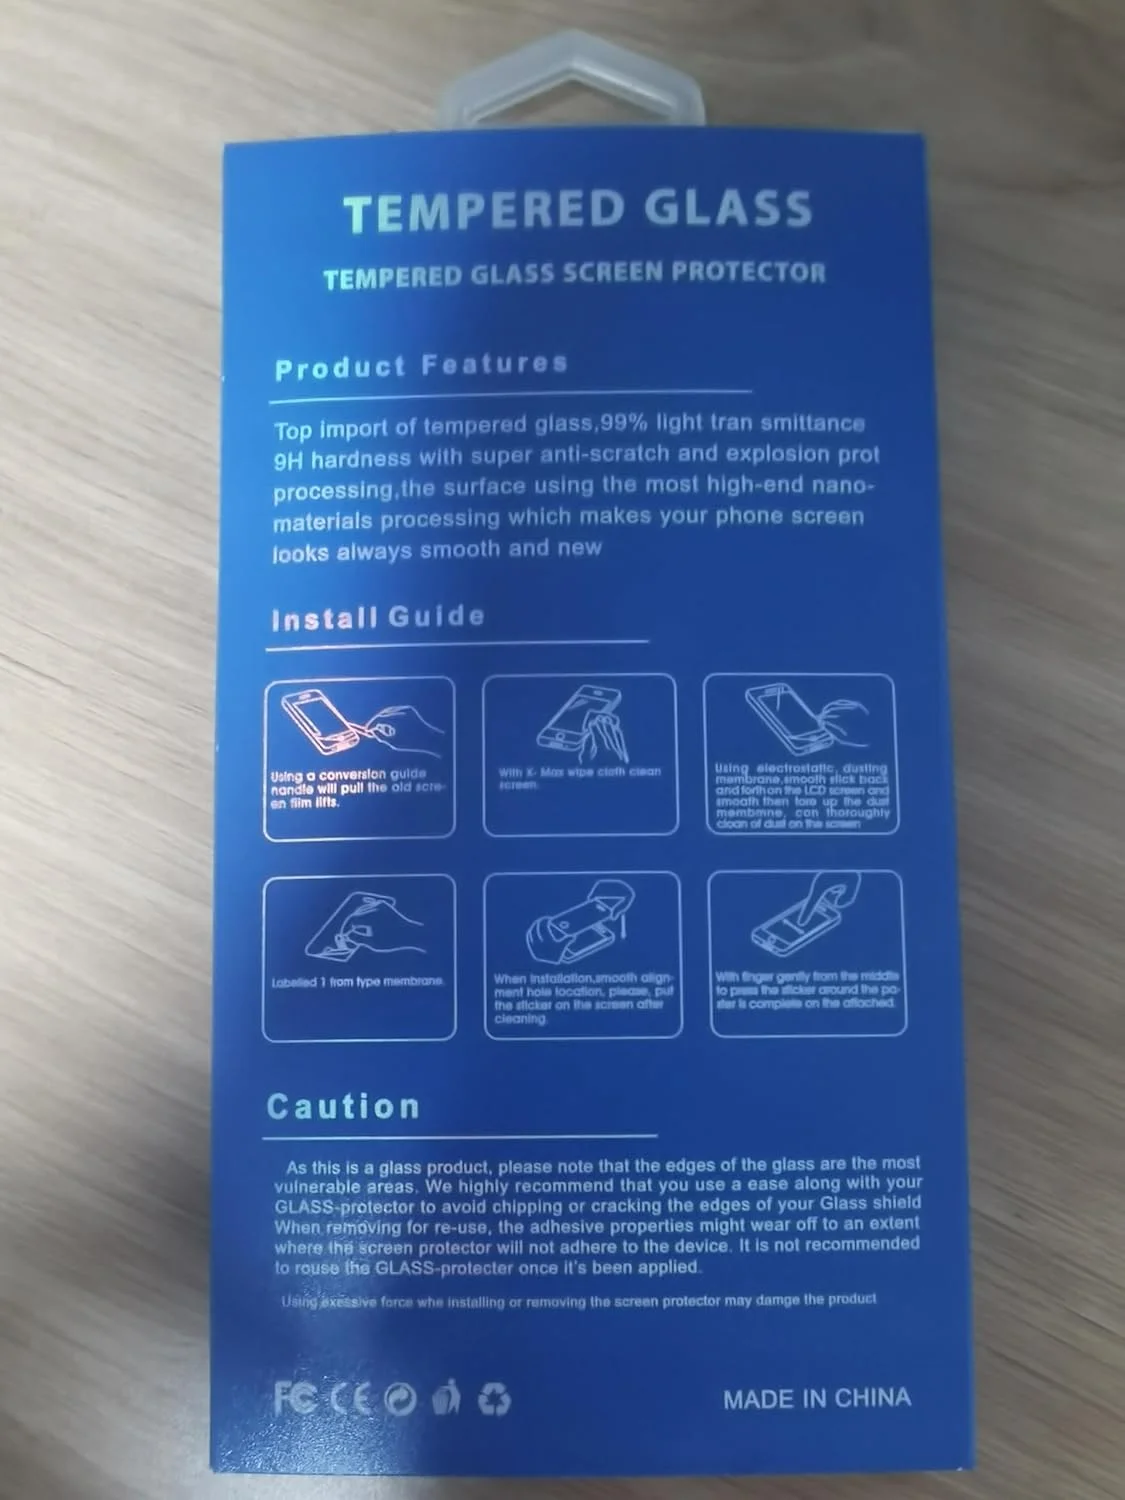 TEMPERED GLASS
TEMPERED GLASS SCREEN PROTECTOR
Product Features
Top import of tempered glass,99% light tran smittance
9H hardness with super anti-scratch and explosion prot
processing,the surface using the most high-end nano-
materials processing which makes your phone screen
looks always smooth and new
Install Guide
Using a conversion guide
handle will pull the old scre-
en film lifts.
With X- Max wipe cloth clean
screen.
Using electrostatic, dusting
membrane,smooth stick back
and forth on the LCD screen and
smoath then tore up the dust
membmne, can thoroughly
clean of dust on the screen
Labelled 1 from type membrane.
When installation,smooth align-
ment hole location, please, put
the sticker on the screen after
cleaning.
With finger gently from the middle
to press the sticker around the pa-
ster is complete on the attached.
Caution
As this is a glass product, please note that the edges of the glass are the most
vulnerable areas. We highly recommend that you use a ease along with your
GLASS-protector to avoid chipping or cracking the edges of your Glass shield
When removing for re-use, the adhesive properties might wear off to an extent
where the screen protector will not adhere to the device. It is not recommended
to rouse the GLASS-protecter once it's been applied.
Using exessive force whe installing or removing the screen protector may damge the product
FC CE
MADE IN CHINA